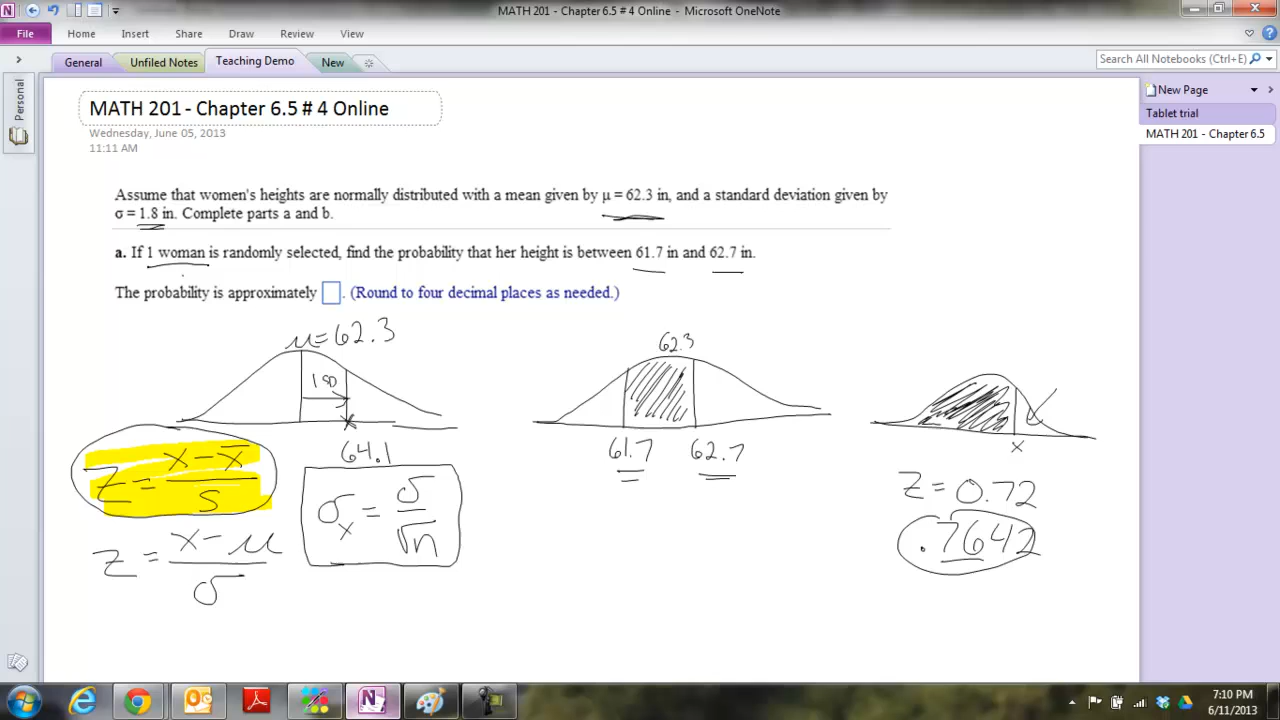 MATH 201 - Chapter 6.5 # 4 Online - Microsoft OneNote
File Home Insert Share Draw Review View
General Unfiled Notes Teaching Demo New Search All Notebooks (Ctrl+E)
Personal
New Page
Tablet trial
MATH 201 - Chapter 6.5
MATH 201 - Chapter 6.5 # 4 Online
Wednesday, June 05, 2013
11:11 AM
Assume that women's heights are normally distributed with a mean given by μ = 62.3 in, and a standard deviation given by
σ = 1.8 in. Complete parts a and b.
a. If 1 woman is randomly selected, find the probability that her height is between 61.7 in and 62.7 in.
The probability is approximately . (Round to four decimal places as needed.)
μ = 62.3
1 SD
x
64.1
z = x - x̄ / s
z = x - μ / σ
σx = σ / √n
62.3
61.7 62.7
x
z = 0.72
.7642
7:10 PM
6/11/2013